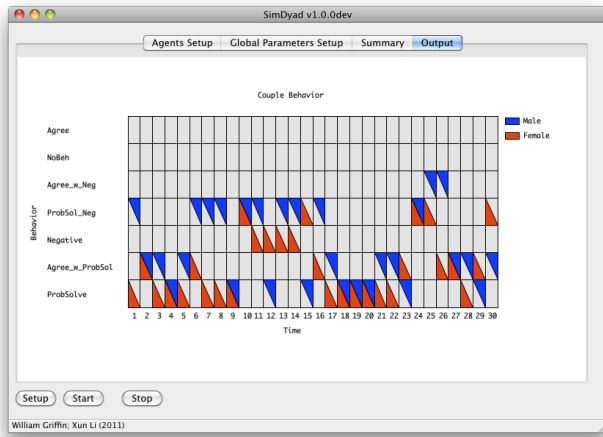 SimDyad v1.0.0dev
Agents Setup Global Parameters Setup Summary Output
Couple Behavior
Male
Female
Agree
NoBeh
Agree_w_Neg
ProbSol_Neg
Negative
Agree_w_ProbSol
ProbSolve
Behavior
1 2 3 4 5 6 7 8 9 10 11 12 13 14 15 16 17 18 19 20 21 22 23 24 25 26 27 28 29 30
Time
Setup Start Stop
William Griffin; Xun Li (2011)